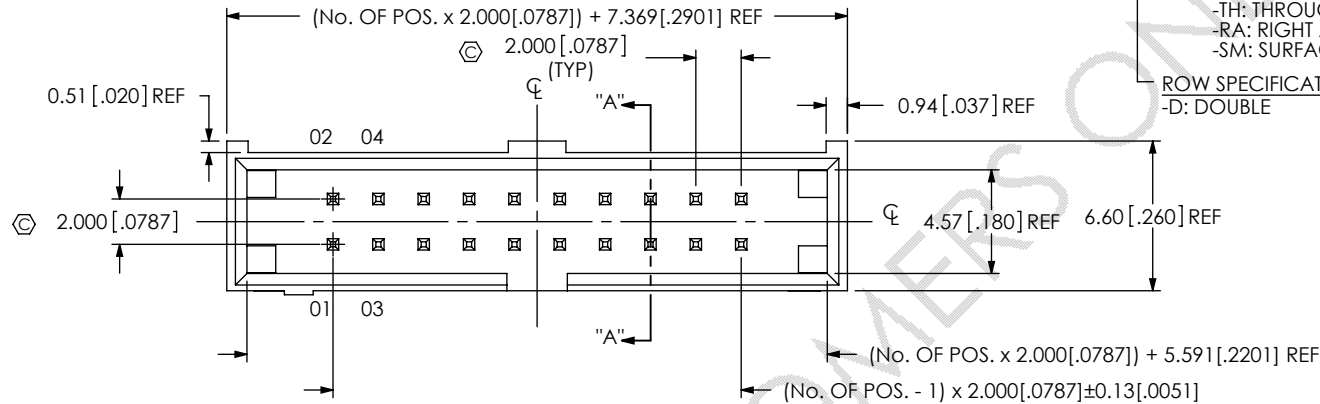 (No. OF POS. x 2.000[.0787]) + 7.369[.2901] REF
-TH: THROUG
-RA: RIGHT
-SM: SURFAC
Ⓒ 2.000[.0787]
(TYP)
ROW SPECIFICAT
-D: DOUBLE
0.51[.020] REF
℄
"A"
0.94[.037] REF
02 04
Ⓒ 2.000[.0787]
℄
4.57[.180] REF
6.60[.260] REF
01 03
"A"
(No. OF POS. x 2.000[.0787]) + 5.591[.2201] REF
(No. OF POS. - 1) x 2.000[.0787]±0.13[.0051]
OMERS ON